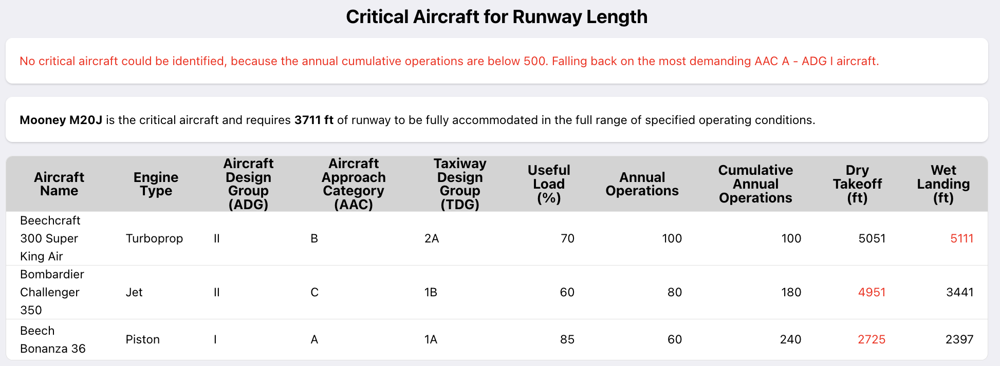 Critical Aircraft for Runway Length
No critical aircraft could be identified, because the annual cumulative operations are below 500. Falling back on the most demanding AAC A - ADG I aircraft.
Mooney M20J is the critical aircraft and requires 3711 ft of runway to be fully accommodated in the full range of specified operating conditions.
Aircraft
Name
Engine
Type
Aircraft
Design
Group
(ADG)
Aircraft
Approach
Category
(AAC)
Taxiway
Design
Group
(TDG)
Useful
Load
(%)
Annual
Operations
Cumulative
Annual
Operations
Dry
Takeoff
(ft)
Wet
Landing
(ft)
Beechcraft
300 Super
King Air
Turboprop II B 2A 70 100 100 5051 5111
Bombardier
Challenger
350
Jet II C 1B 60 80 180 4951 3441
Beech
Bonanza 36
Piston I A 1A 85 60 240 2725 2397